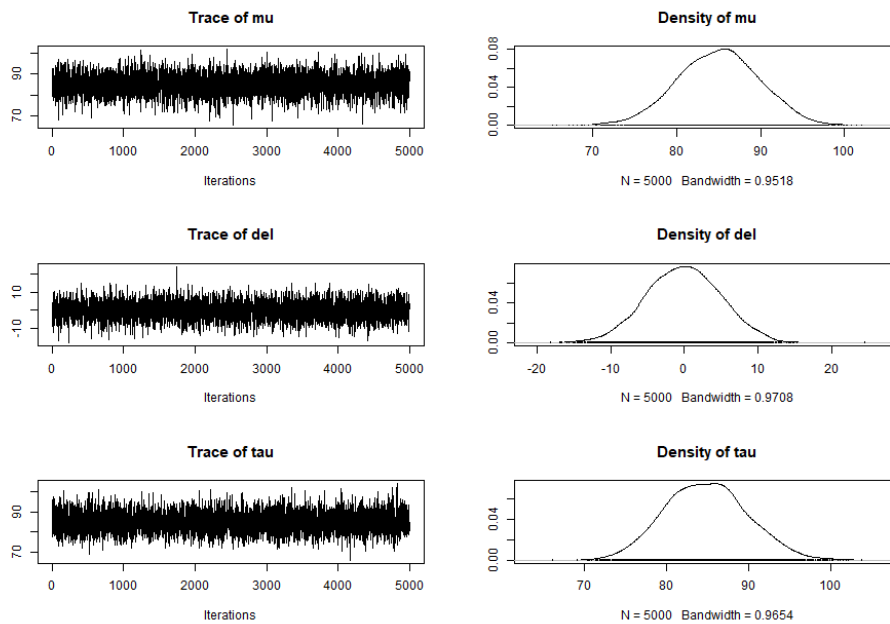 Trace of mu
90
70
0 1000 2000 3000 4000 5000
Iterations
Density of mu
0.08
0.00
70 80 90 100
N = 5000 Bandwidth = 0.9518
Trace of del
10
-10
0 1000 2000 3000 4000 5000
Iterations
Density of del
0.04
0.00
-20 -10 0 10 20
N = 5000 Bandwidth = 0.9708
Trace of tau
90
70
0 1000 2000 3000 4000 5000
Iterations
Density of tau
0.04
0.00
70 80 90 100
N = 5000 Bandwidth = 0.9654